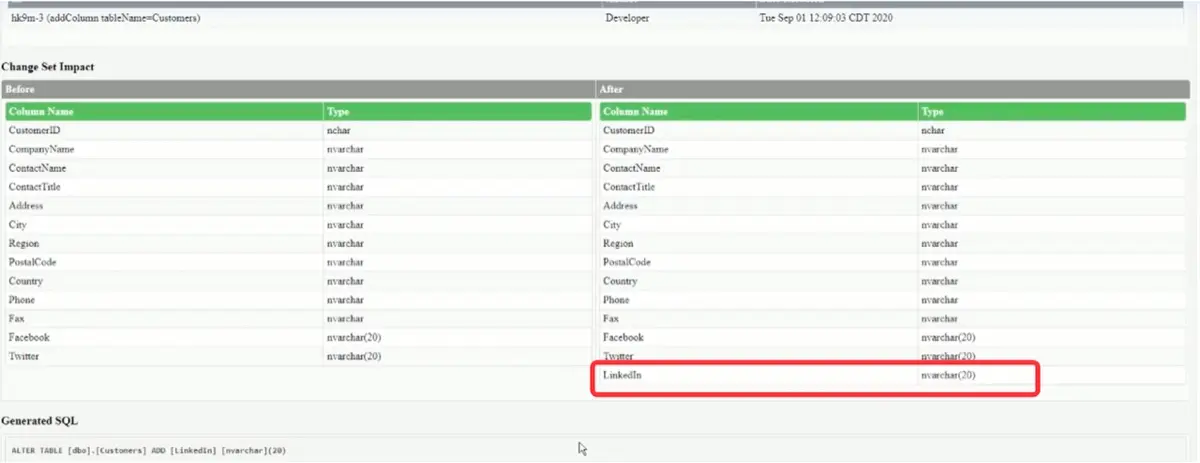 hk9m-3 (addColumn tableName=Customers) Developer Tue Sep 01 12:09:03 CDT 2020
Change Set Impact
Before After
Column Name Type Column Name Type
CustomerID nchar CustomerID nchar
CompanyName nvarchar CompanyName nvarchar
ContactName nvarchar ContactName nvarchar
ContactTitle nvarchar ContactTitle nvarchar
Address nvarchar Address nvarchar
City nvarchar City nvarchar
Region nvarchar Region nvarchar
PostalCode nvarchar PostalCode nvarchar
Country nvarchar Country nvarchar
Phone nvarchar Phone nvarchar
Fax nvarchar Fax nvarchar
Facebook nvarchar(20) Facebook nvarchar(20)
Twitter nvarchar(20) Twitter nvarchar(20)
LinkedIn nvarchar(20)
Generated SQL
ALTER TABLE [dbo].[Customers] ADD [LinkedIn] [nvarchar](20)